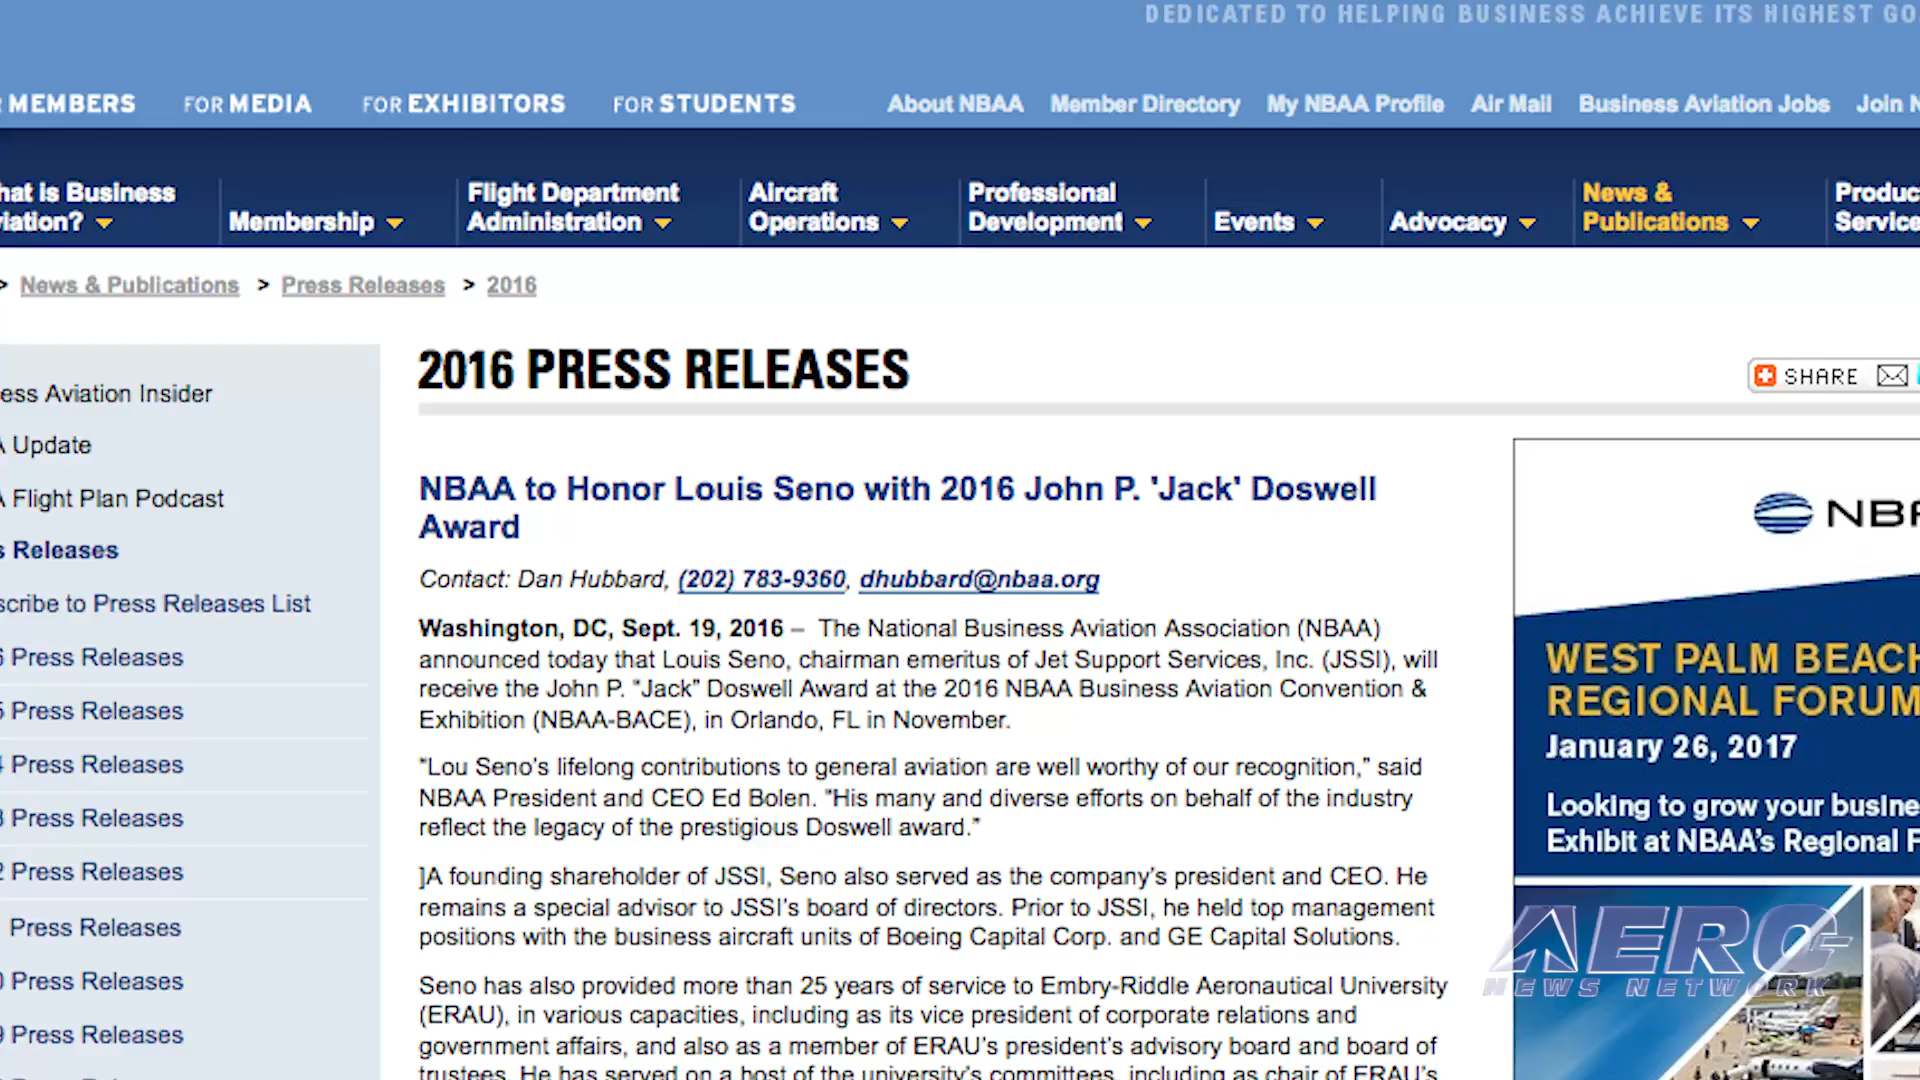 DEDICATED TO HELPING BUSINESS ACHIEVE ITS HIGHEST GO
MEMBERS FOR MEDIA FOR EXHIBITORS FOR STUDENTS About NBAA Member Directory My NBAA Profile Air Mail Business Aviation Jobs Join N
hat is Business
viation?
Membership
Flight Department
Administration
Aircraft
Operations
Professional
Development
Events
Advocacy
News &
Publications
Produc
Service
> News & Publications > Press Releases > 2016
ess Aviation Insider
A Update
A Flight Plan Podcast
s Releases
scribe to Press Releases List
6 Press Releases
5 Press Releases
4 Press Releases
3 Press Releases
2 Press Releases
Press Releases
0 Press Releases
9 Press Releases
2016 PRESS RELEASES
SHARE
NBAA to Honor Louis Seno with 2016 John P. 'Jack' Doswell
Award
Contact: Dan Hubbard, (202) 783-9360, dhubbard@nbaa.org
Washington, DC, Sept. 19, 2016 – The National Business Aviation Association (NBAA)
announced today that Louis Seno, chairman emeritus of Jet Support Services, Inc. (JSSI), will
receive the John P. “Jack” Doswell Award at the 2016 NBAA Business Aviation Convention &
Exhibition (NBAA-BACE), in Orlando, FL in November.
“Lou Seno’s lifelong contributions to general aviation are well worthy of our recognition,” said
NBAA President and CEO Ed Bolen. “His many and diverse efforts on behalf of the industry
reflect the legacy of the prestigious Doswell award.”
]A founding shareholder of JSSI, Seno also served as the company’s president and CEO. He
remains a special advisor to JSSI’s board of directors. Prior to JSSI, he held top management
positions with the business aircraft units of Boeing Capital Corp. and GE Capital Solutions.
Seno has also provided more than 25 years of service to Embry-Riddle Aeronautical University
(ERAU), in various capacities, including as its vice president of corporate relations and
government affairs, and also as a member of ERAU’s president’s advisory board and board of
trustees. He has served on a host of the university’s committees, including as chair of ERAU’s
NBA
WEST PALM BEACH
REGIONAL FORUM
January 26, 2017
Looking to grow your busine
Exhibit at NBAA’s Regional F
AERO
NEWS NETWORK